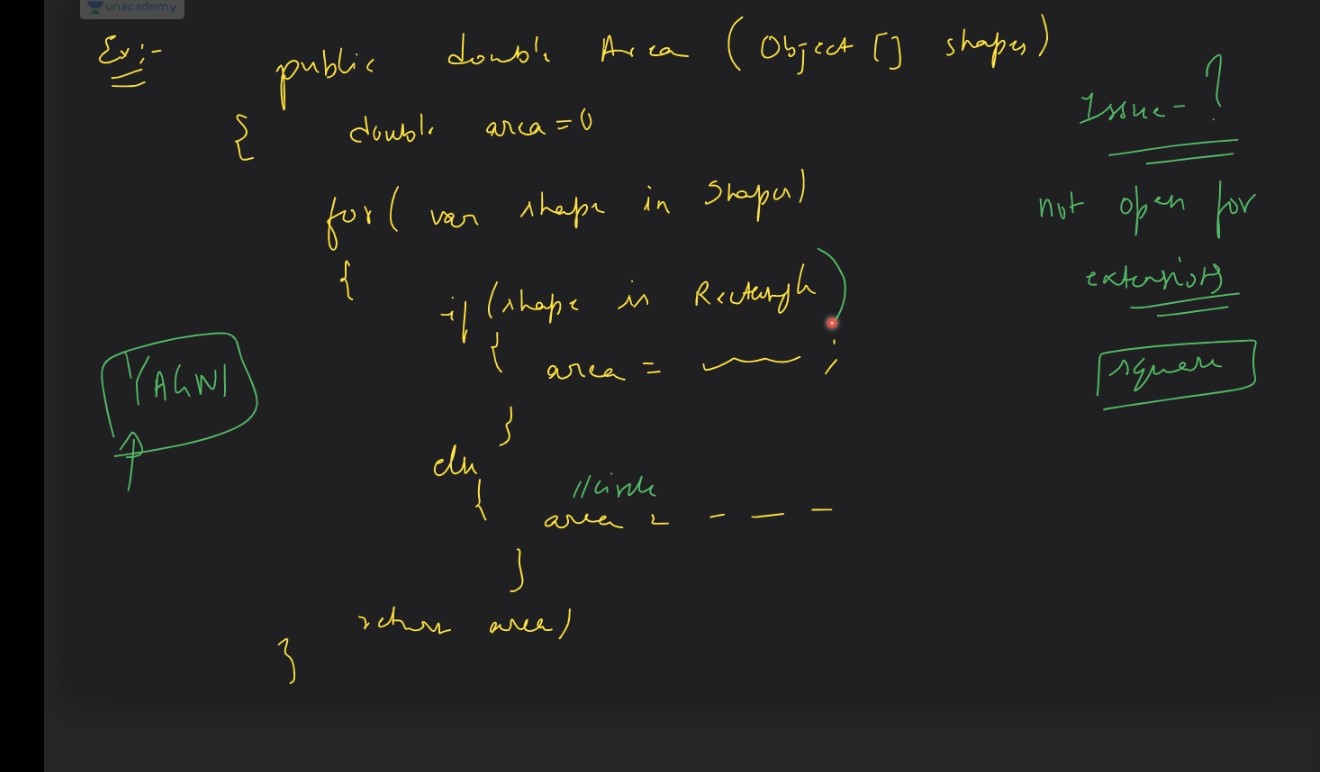 unacademy
Ex:-
public double Area (Object [] shapes)
{ double area = 0
for( var shape in Shapes)
{
if (shape is Rectangle)
{ area = ;
}
else
{ //circle
area =
}
return area;
}
YAGNI
Issue - ?
not open for
extensions
square